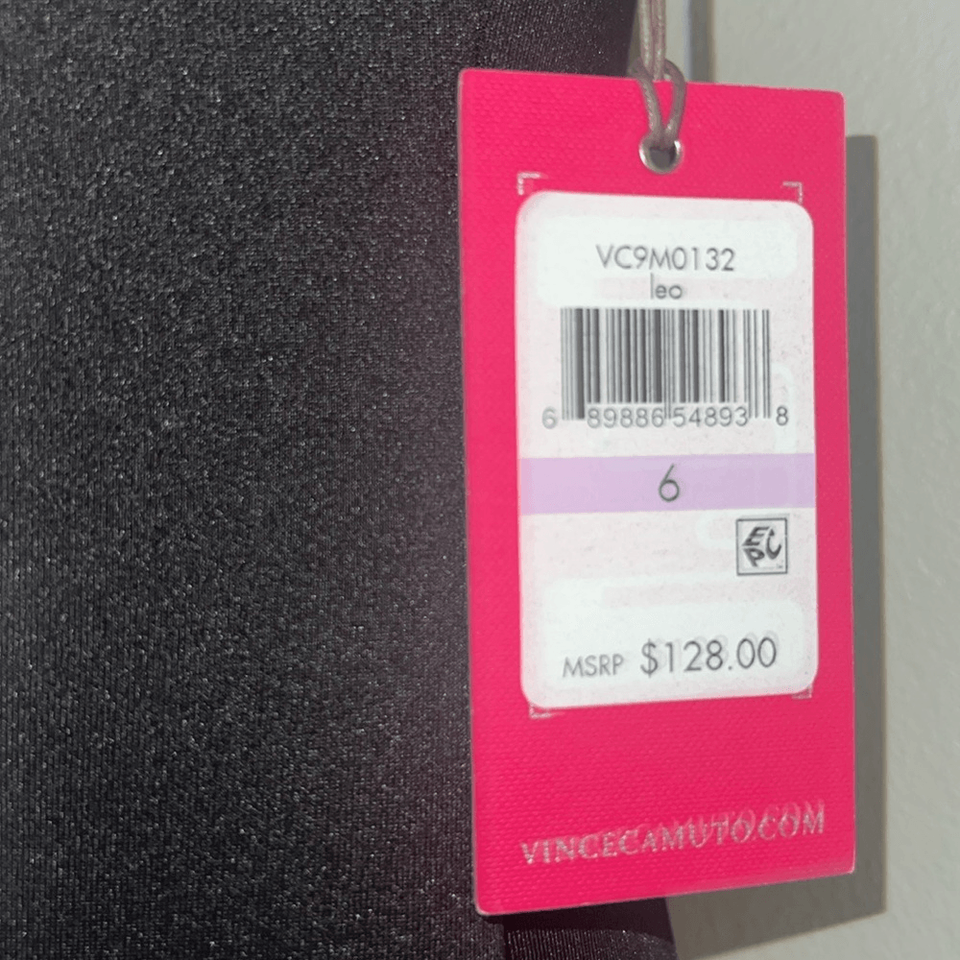 VC9M0132
leo
6 89886 54893 8
6
EPC
MSRP $128.00
VINCECAMUTO.COM